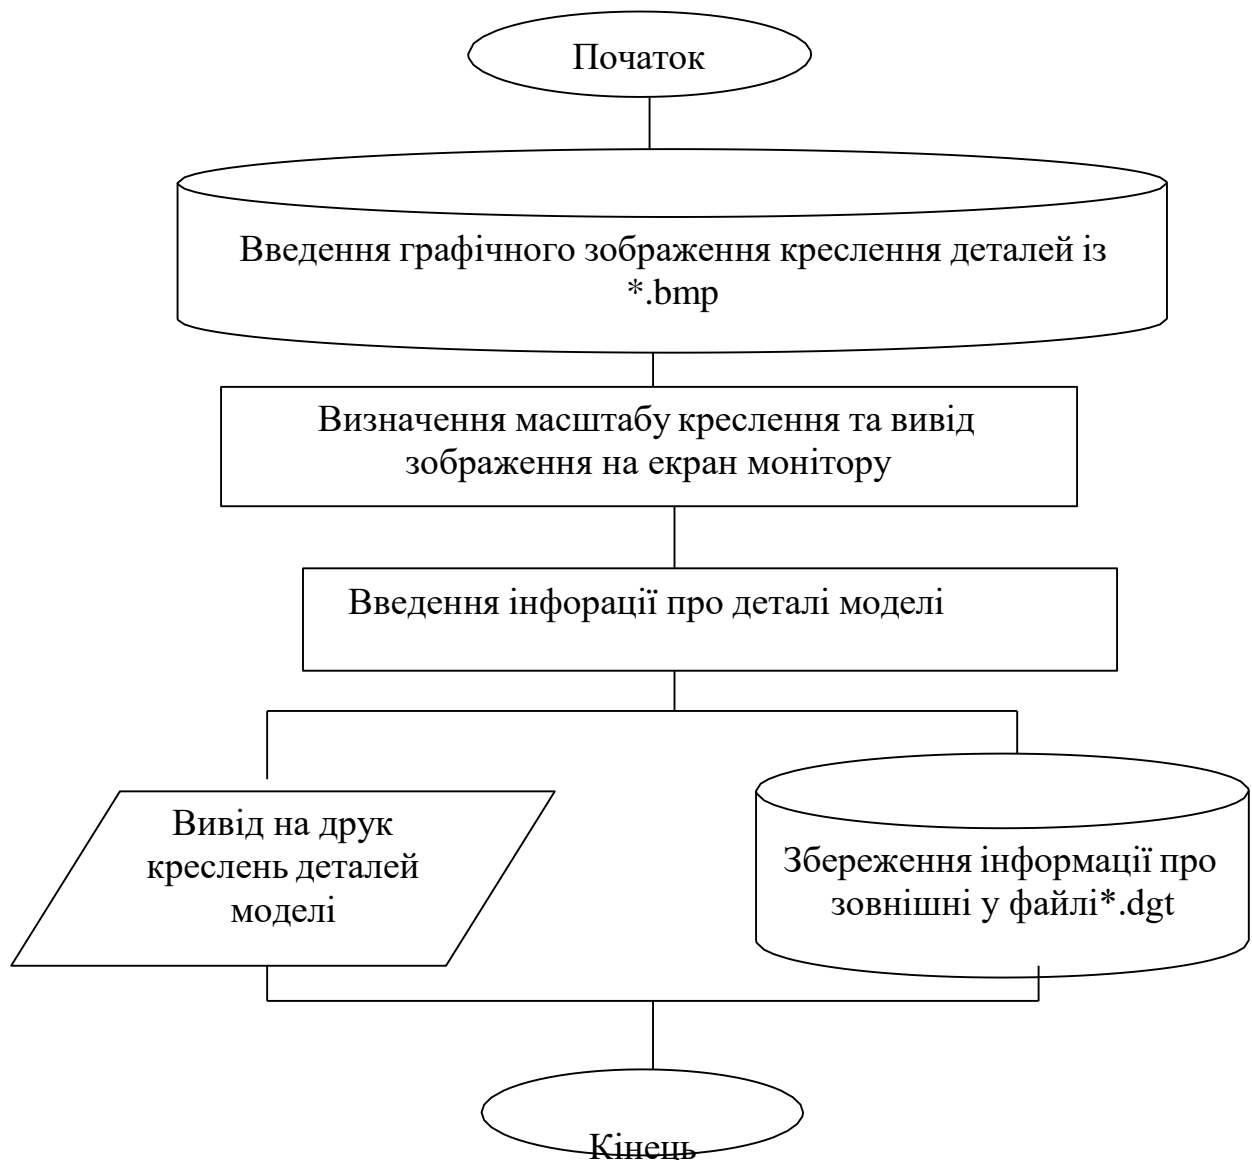 Початок
Введення графічного зображення креслення деталей із
*.bmp
Визначення масштабу креслення та вивід
зображення на екран монітору
Введення інфорації про деталі моделі
Вивід на друк
креслень деталей
моделі
Збереження інформації про
зовнішні у файлі*.dgt
Кінець